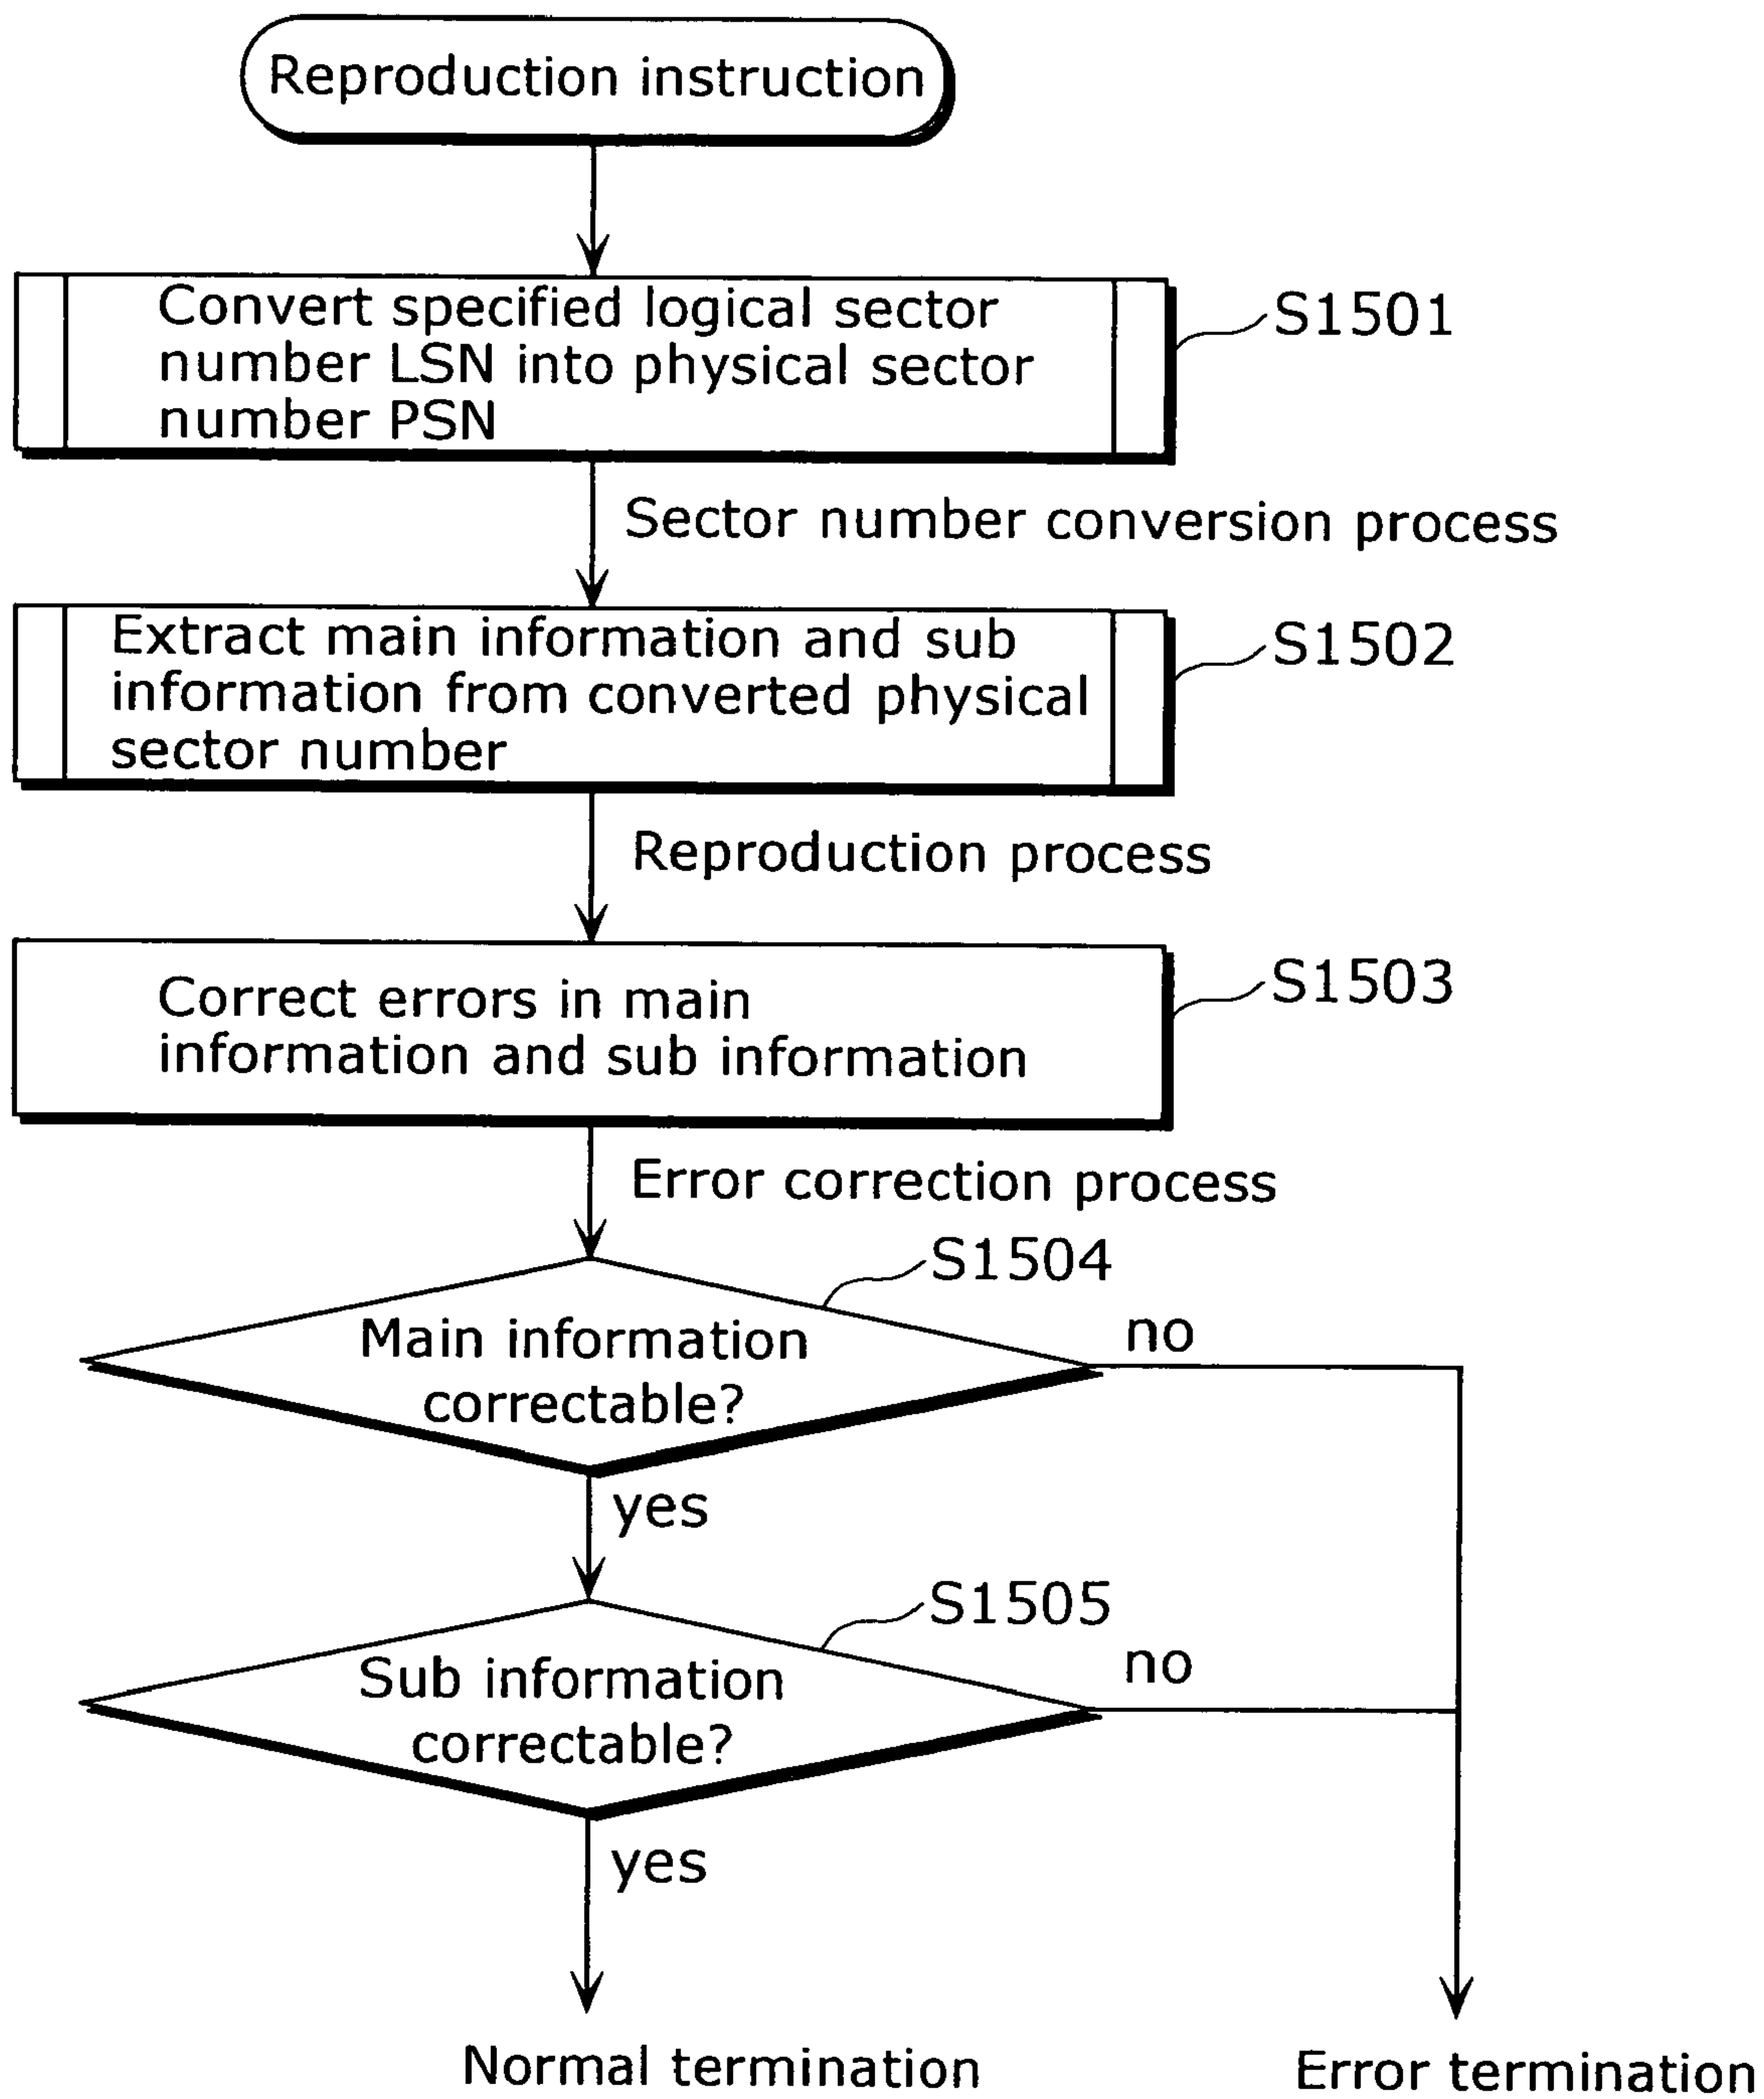 Reproduction instruction
Convert specified logical sector
number LSN into physical sector
number PSN
S1501
Sector number conversion process
Extract main information and sub
information from converted physical
sector number
S1502
Reproduction process
Correct errors in main
information and sub information
S1503
Error correction process
S1504
Main information
correctable?
no
yes
S1505
Sub information
correctable?
no
yes
Normal termination
Error termination